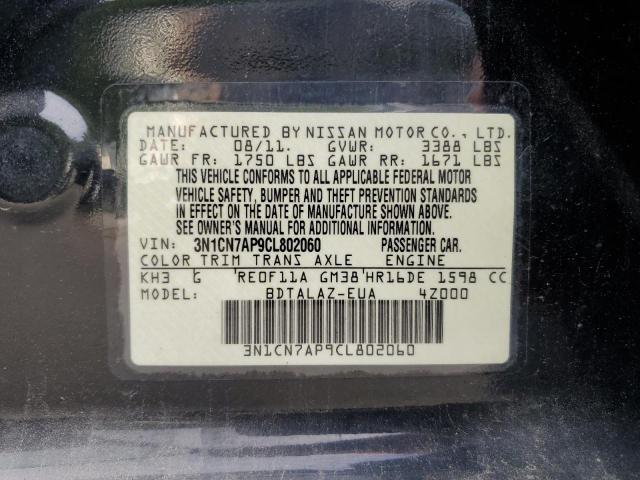 MANUFACTURED BY NISSAN MOTOR CO., LTD.
DATE: 08/11. GVWR: 3388 LBS
GAWR FR: 1750 LBS GAWR RR: 1671 LBS
THIS VEHICLE CONFORMS TO ALL APPLICABLE FEDERAL MOTOR
VEHICLE SAFETY, BUMPER AND THEFT PREVENTION STANDARDS
IN EFFECT ON THE DATE OF MANUFACTURE SHOWN ABOVE.
SEE OWNER'S MANUAL FOR ADDITIONAL INFORMATION.
VIN: 3N1CN7AP9CL802060 PASSENGER CAR.
COLOR TRIM TRANS AXLE ENGINE
KH3 G RE0F11A GM38 HR16DE 1598 CC
MODEL: BDTALAZ-EUA 4Z000
3N1CN7AP9CL802060